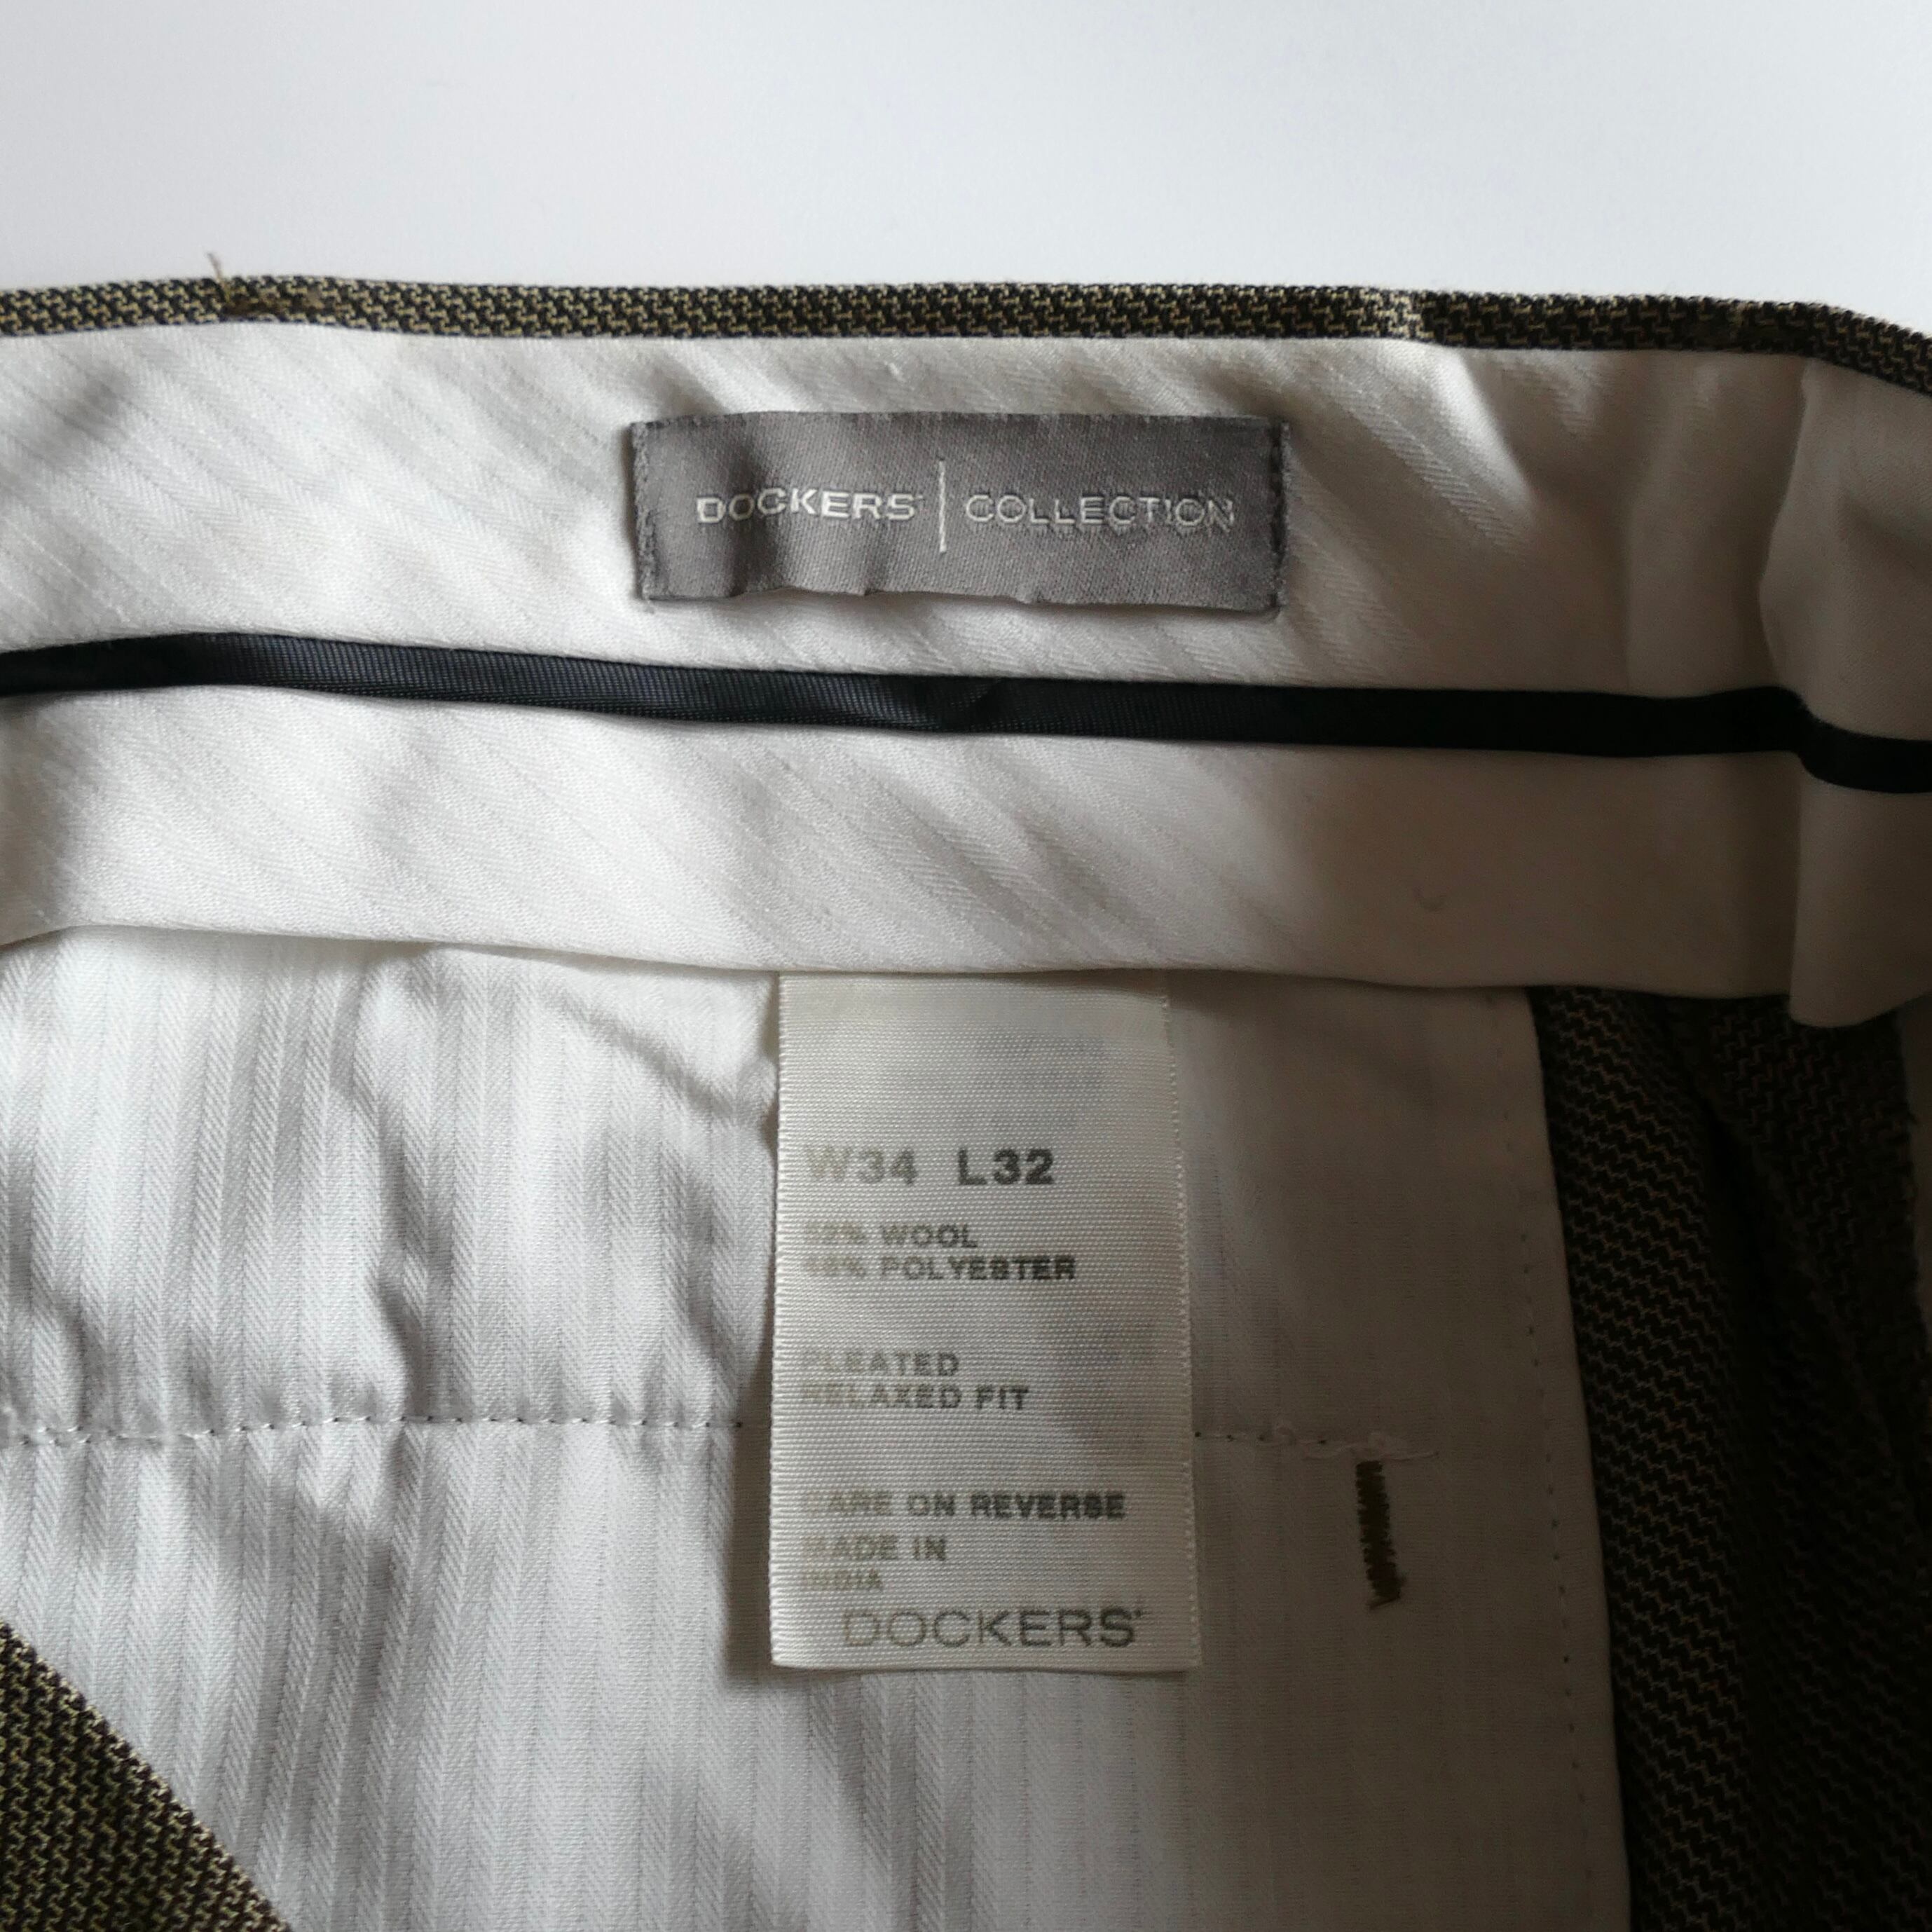 DOCKERS | COLLECTION
W34 L32
WOOL
POLYESTER
PLEATED
RELAXED FIT
CARE ON REVERSE
MADE IN
INDIA
DOCKERS